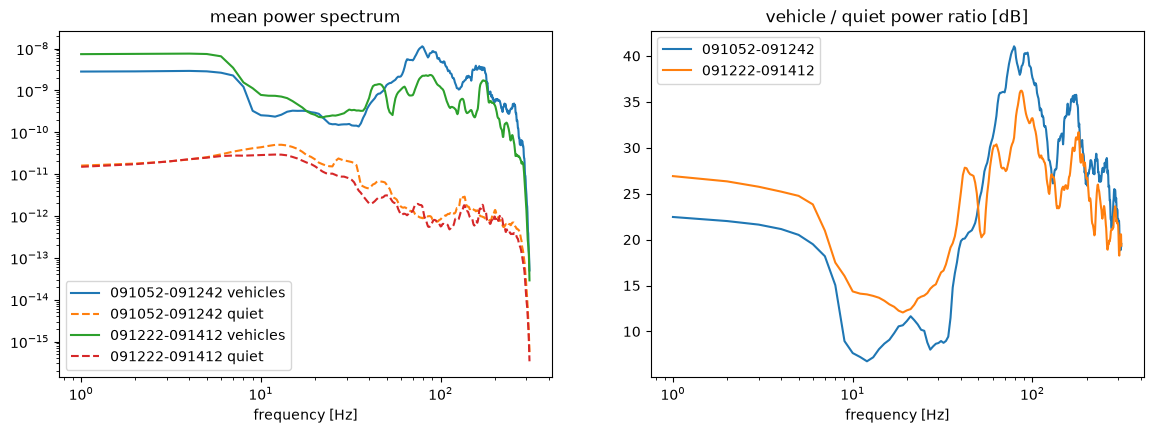 mean power spectrum
10⁻⁸
10⁻⁹
10⁻¹⁰
10⁻¹¹
10⁻¹²
10⁻¹³
10⁻¹⁴
10⁻¹⁵
091052-091242 vehicles
091052-091242 quiet
091222-091412 vehicles
091222-091412 quiet
10⁰ 10¹ 10²
frequency [Hz]
vehicle / quiet power ratio [dB]
091052-091242
091222-091412
40
35
30
25
20
15
10
10⁰ 10¹ 10²
frequency [Hz]